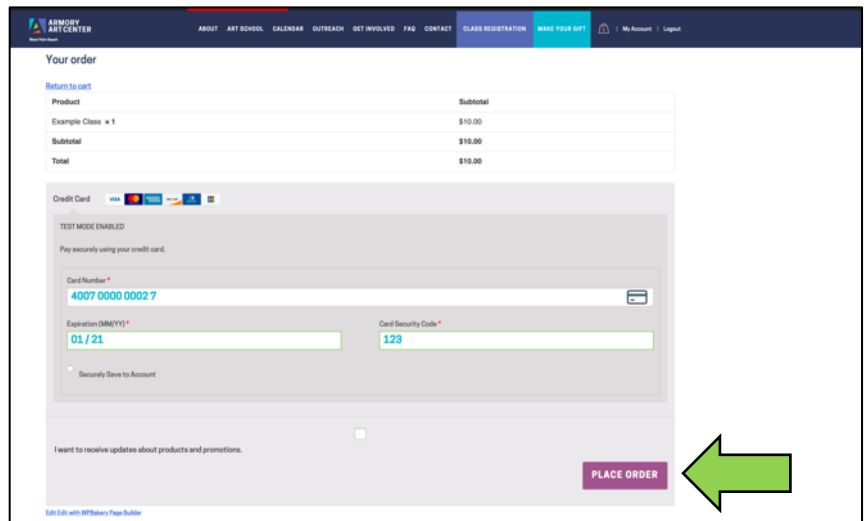 ARMORY
ART CENTER
West Palm Beach
ABOUT ART SCHOOL CALENDAR OUTREACH GET INVOLVED FAQ CONTACT CLASS REGISTRATION MAKE YOUR GIFT 1 | My Account | Logout
Your order
Return to cart
Product Subtotal
Example Class × 1 $10.00
Subtotal $10.00
Total $10.00
Credit Card VISA
TEST MODE ENABLED
Pay securely using your credit card.
Card Number *
4007 0000 0002 7
Expiration (MM/YY) * Card Security Code *
01 / 21 123
Securely Save to Account
I want to receive updates about products and promotions.
PLACE ORDER
Edit Edit with WPBakery Page Builder